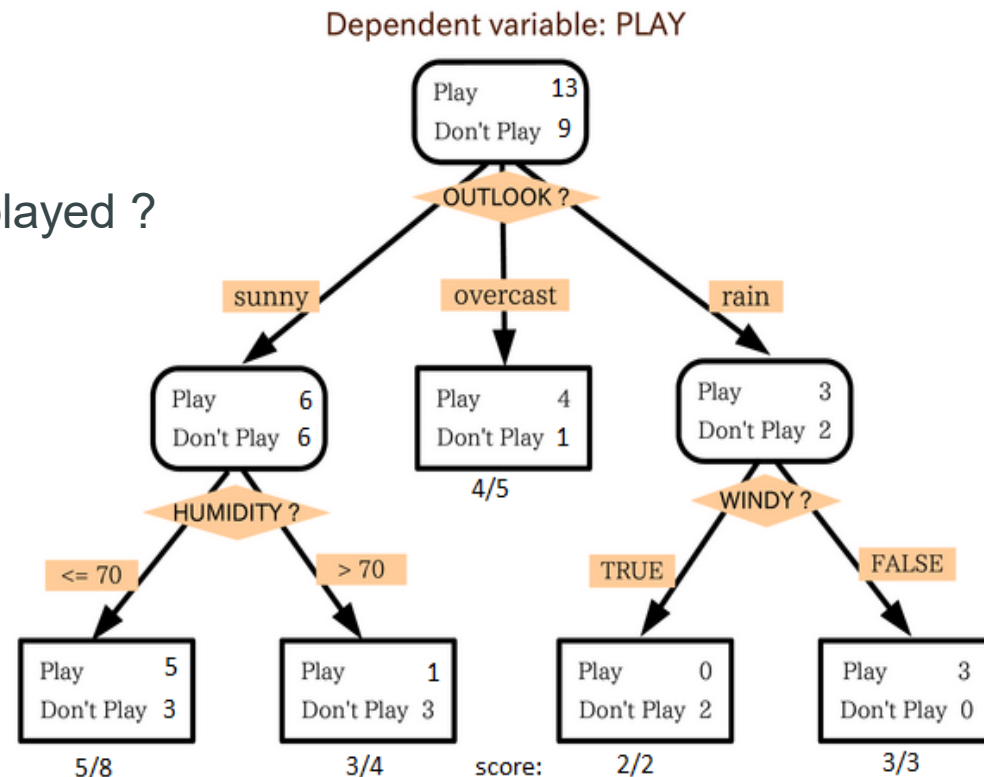 Dependent variable: PLAY
Play 13
Don't Play 9
played ?
OUTLOOK ?
sunny
overcast
rain
Play 6
Don't Play 6
Play 4
Don't Play 1
Play 3
Don't Play 2
4/5
HUMIDITY ?
WINDY ?
<= 70
> 70
TRUE
FALSE
Play 5
Don't Play 3
Play 1
Don't Play 3
Play 0
Don't Play 2
Play 3
Don't Play 0
5/8
3/4
score:
2/2
3/3